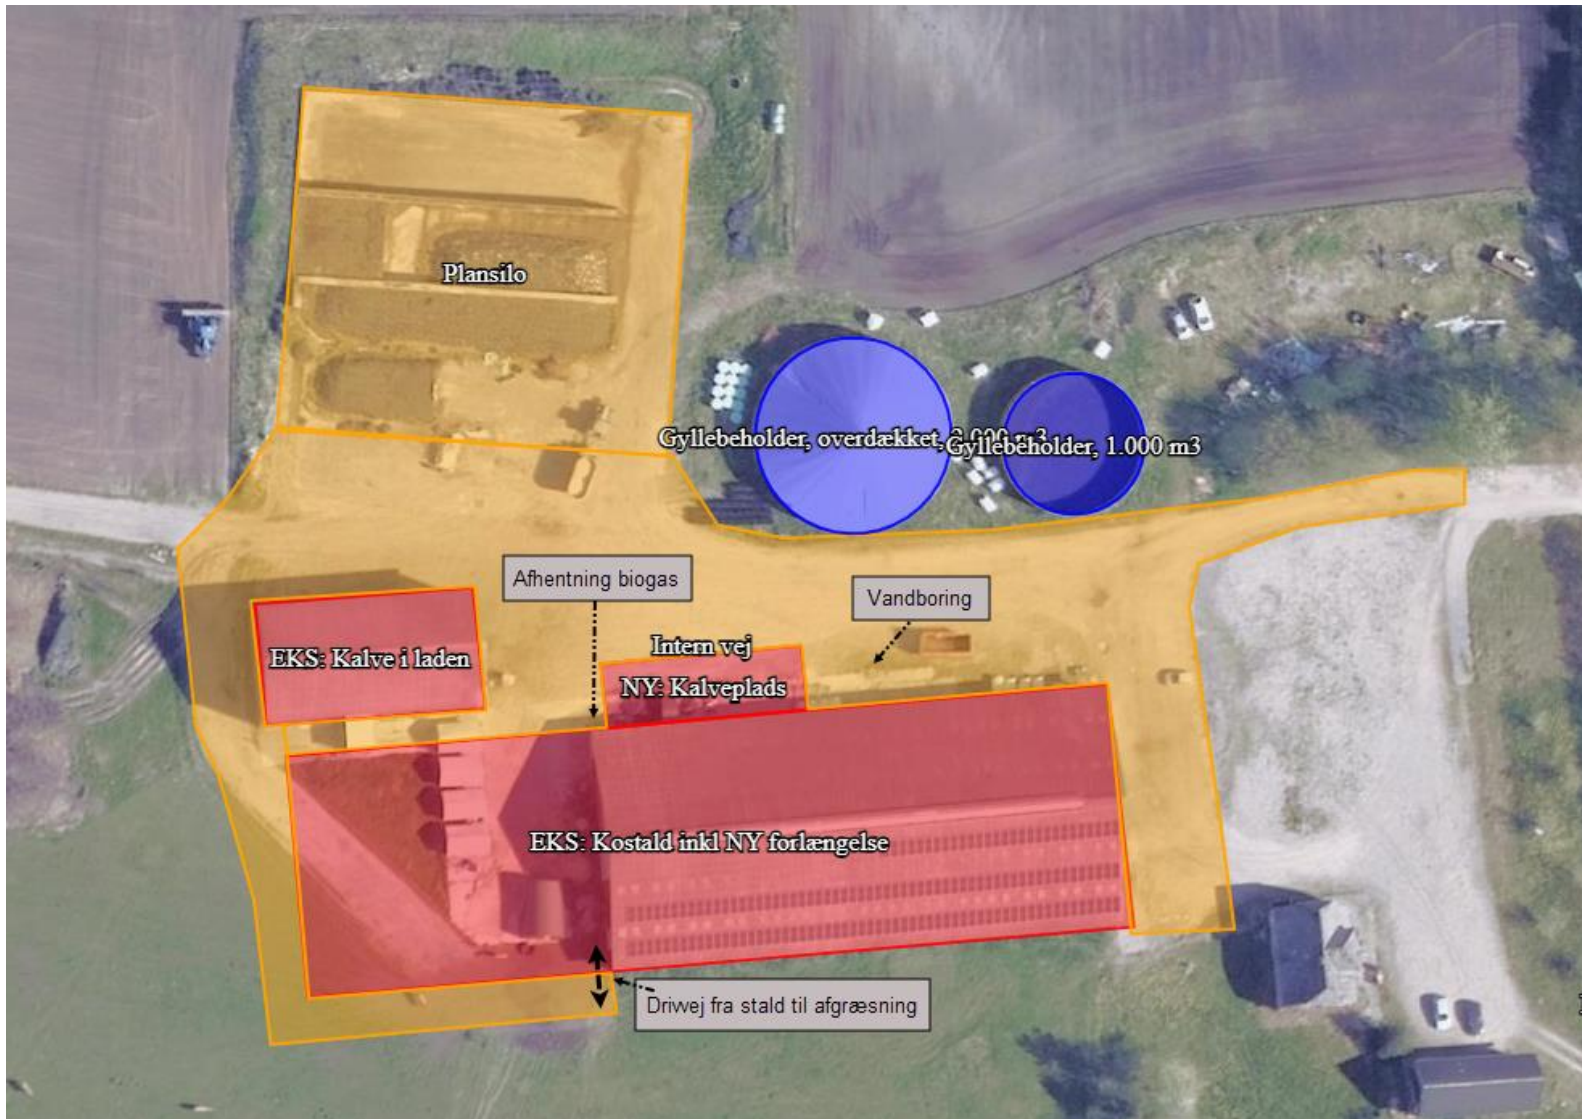 Plansilo
Gyllebeholder, overdækket,
Gyllebeholder, 1.000 m3
Afhentning biogas
Vandboring
Intern vej
EKS: Kalve i laden
NY: Kalveplads
EKS: Kostald inkl NY forlængelse
Drivvej fra stald til afgræsning